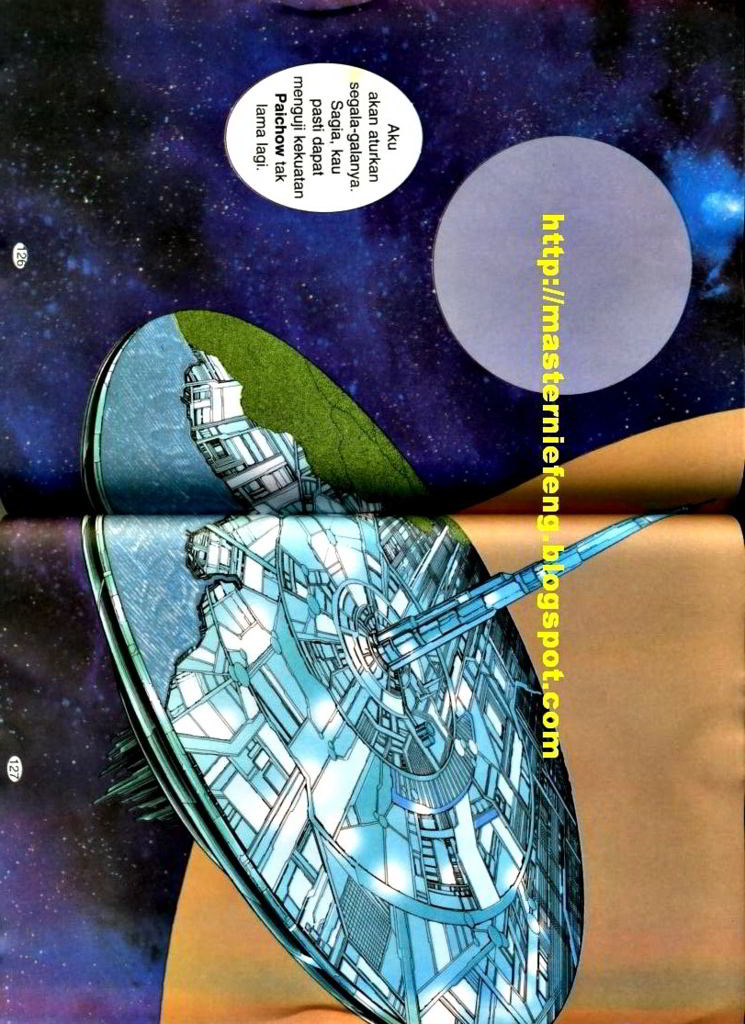 Aku
akan aturkan
segala-galanya.
Sagia, kau
pasti dapat
menguji kekuatan
Paichow tak
lama lagi.
http://masterniefeng.blogspot.com
126
127